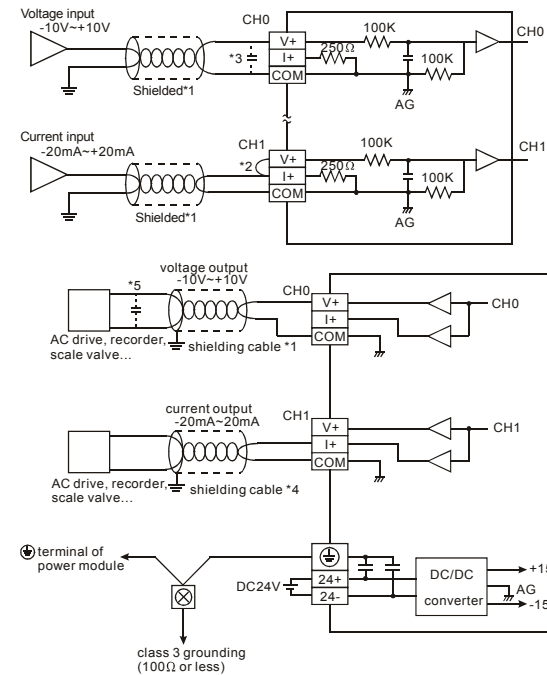 Voltage input
-10V~+10V
CH0
V+
I+
COM
*3
Shielded*1
250Ω
100K
100K
AG
CH0
Current input
-20mA~+20mA
CH1
*2
V+
I+
COM
Shielded*1
250Ω
100K
100K
AG
CH1
voltage output
-10V~+10V
*5
CH0
V+
I+
COM
CH0
AC drive, recorder,
scale valve...
shielding cable *1
current output
-20mA~20mA
CH1
V+
I+
COM
CH1
AC drive, recorder,
scale valve...
shielding cable *4
terminal of
power module
DC24V
24+
24-
DC/DC
converter
+15
AG
-15
class 3 grounding
(100Ω or less)